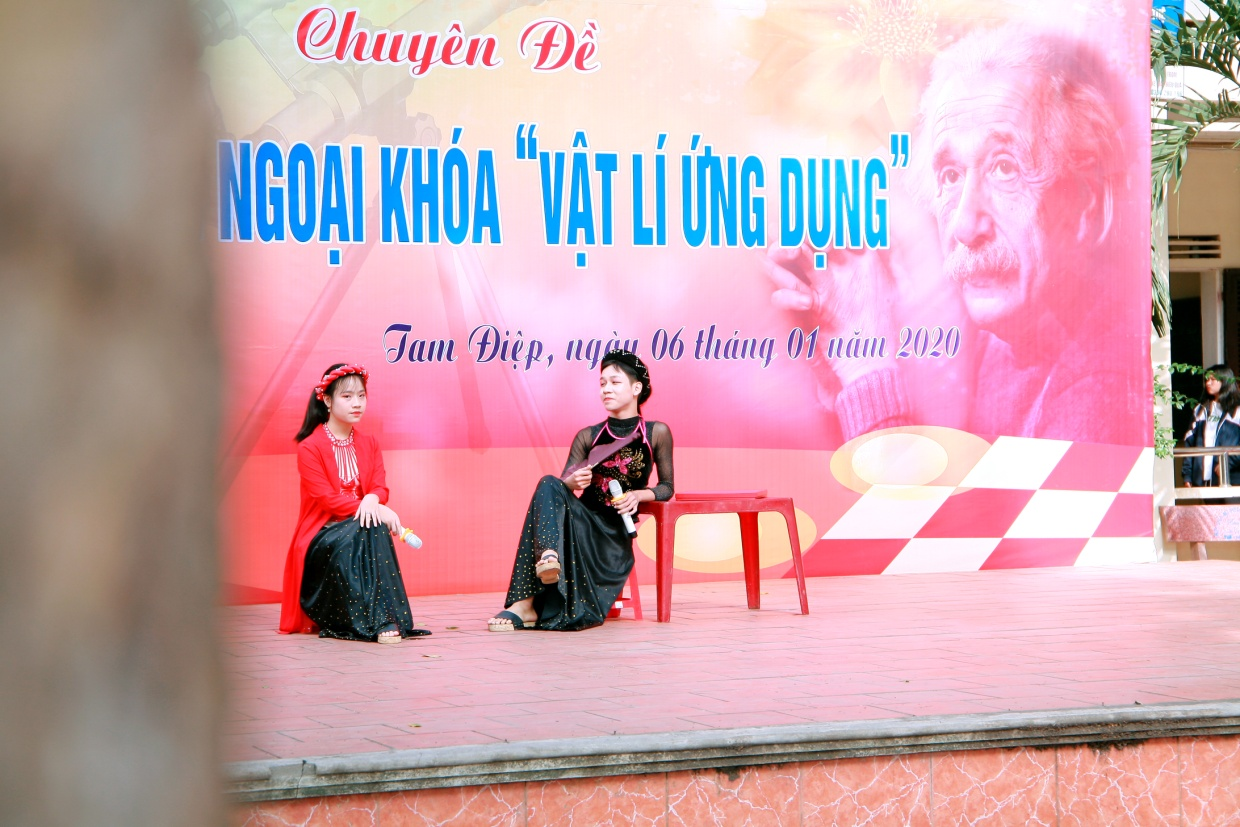 Chuyên Đề
NGOẠI KHÓA "VẬT LÍ ỨNG DỤNG"
Tam Điệp, ngày 06 tháng 01 năm 2020